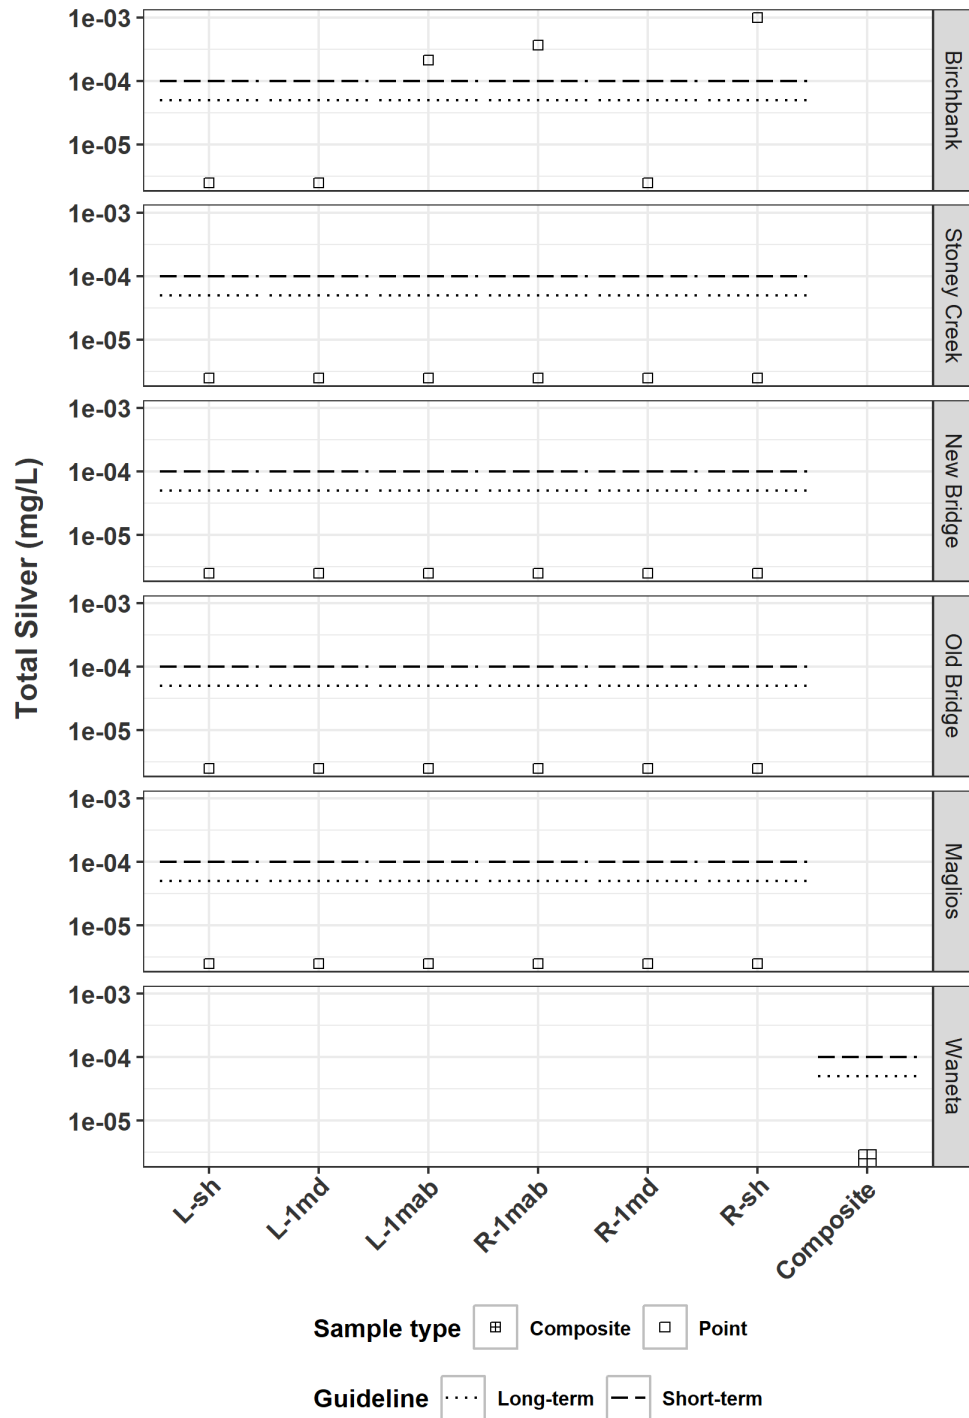 Total Silver (mg/L)
1e-03
1e-04
1e-05
Birchbank
1e-03
1e-04
1e-05
Stoney Creek
1e-03
1e-04
1e-05
New Bridge
1e-03
1e-04
1e-05
Old Bridge
1e-03
1e-04
1e-05
Maglios
1e-03
1e-04
1e-05
Waneta
L-sh
L-1md
L-1mab
R-1mab
R-1md
R-sh
Composite
Sample type Composite Point
Guideline Long-term Short-term